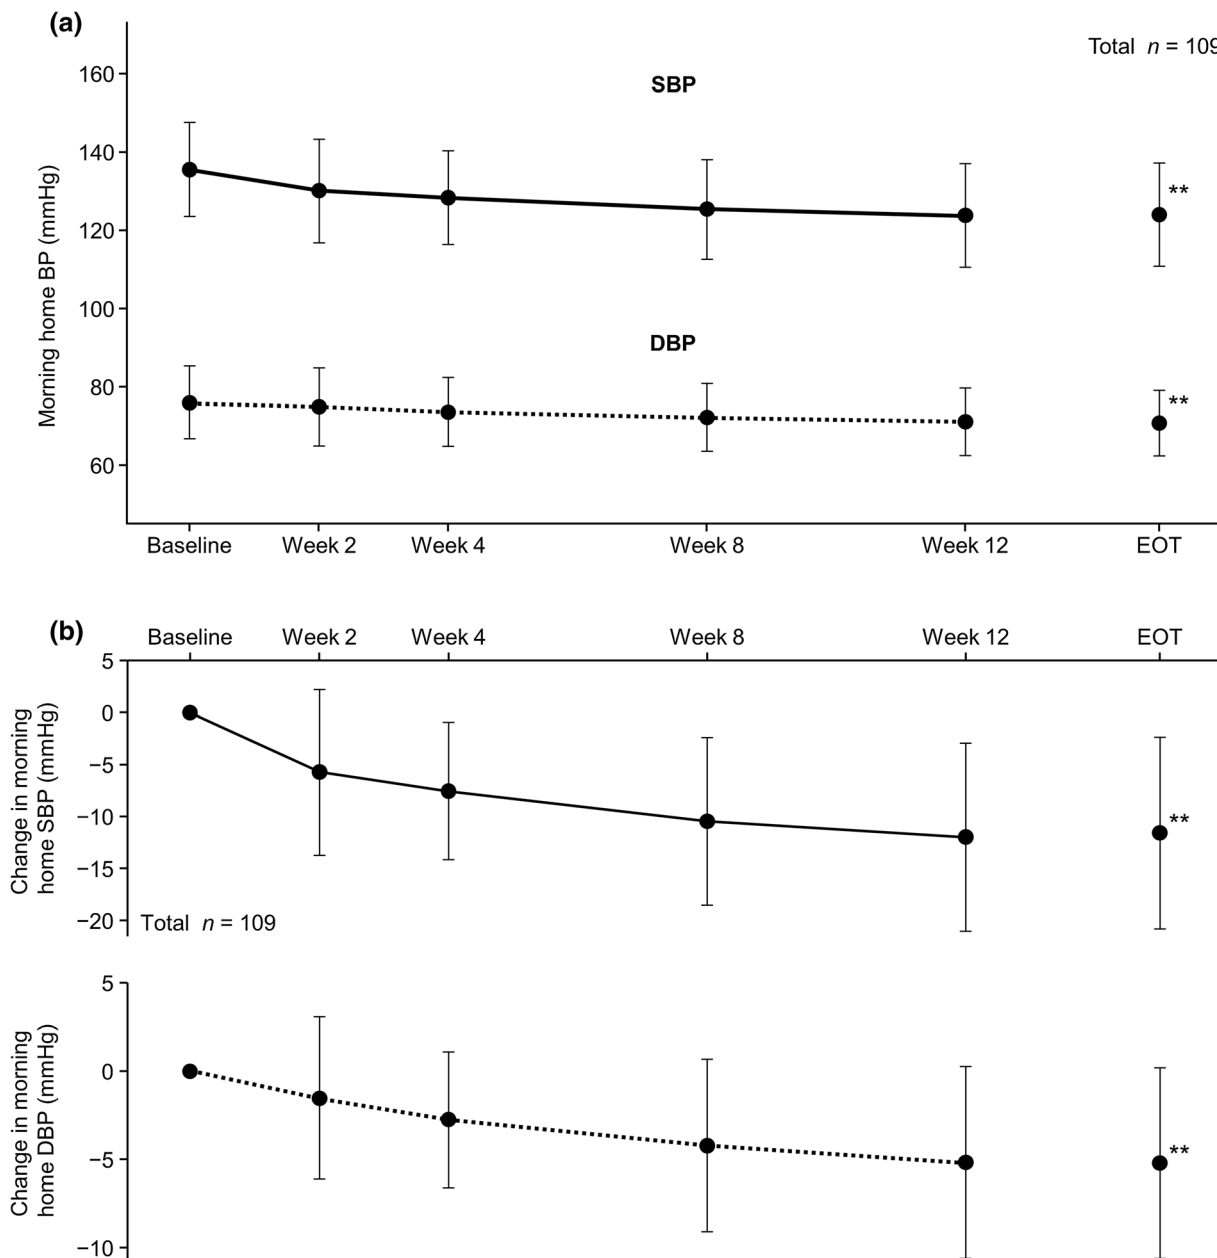 (a)
Total n = 109
SBP
DBP
Morning home BP (mmHg)
160
140
120
100
80
60
Baseline Week 2 Week 4 Week 8 Week 12 EOT
**
**
(b)
Baseline Week 2 Week 4 Week 8 Week 12 EOT
Change in morning
home SBP (mmHg)
5
0
−5
−10
−15
−20
**
Total n = 109
Change in morning
home DBP (mmHg)
5
0
−5
−10
**